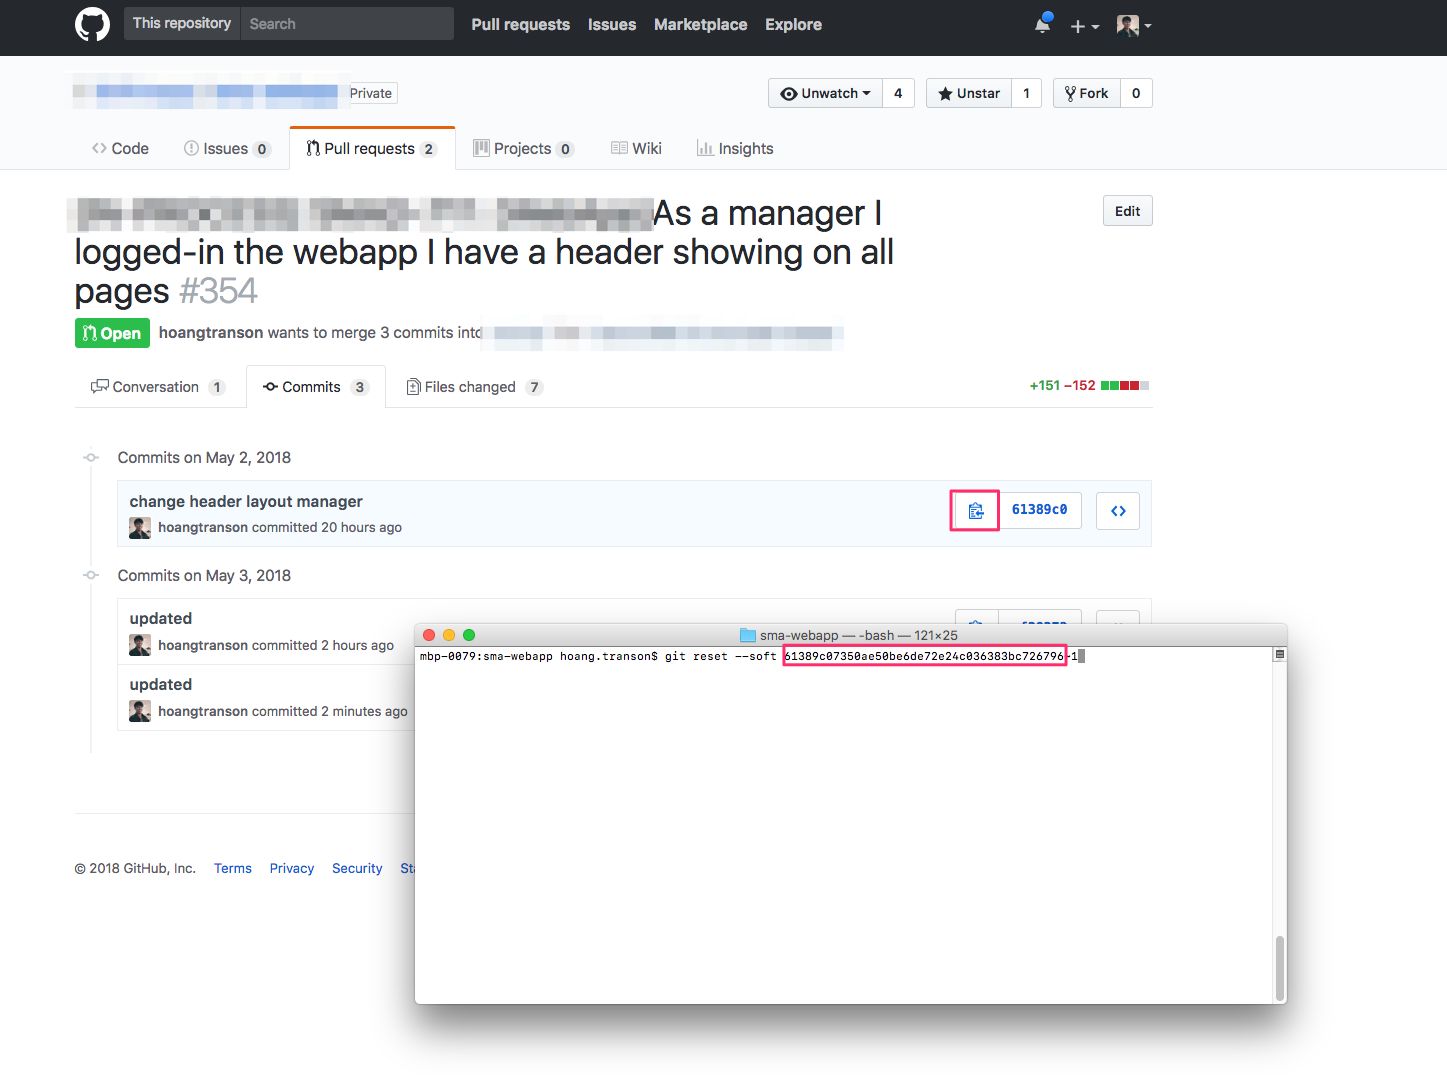 This repository Search Pull requests Issues Marketplace Explore
Private Unwatch 4 Unstar 1 Fork 0
Code Issues 0 Pull requests 2 Projects 0 Wiki Insights
As a manager I Edit
logged-in the webapp I have a header showing on all
pages #354
Open hoangtranson wants to merge 3 commits into
Conversation 1 Commits 3 Files changed 7 +151 −152
Commits on May 2, 2018
change header layout manager
61389c0
hoangtranson committed 20 hours ago
Commits on May 3, 2018
updated
hoangtranson committed 2 hours ago
updated
hoangtranson committed 2 minutes ago
sma-webapp — -bash — 121×25
mbp-0079:sma-webapp hoang.transon$ git reset --soft 61389c07350ae50be6de72e24c036383bc726796
© 2018 GitHub, Inc. Terms Privacy Security